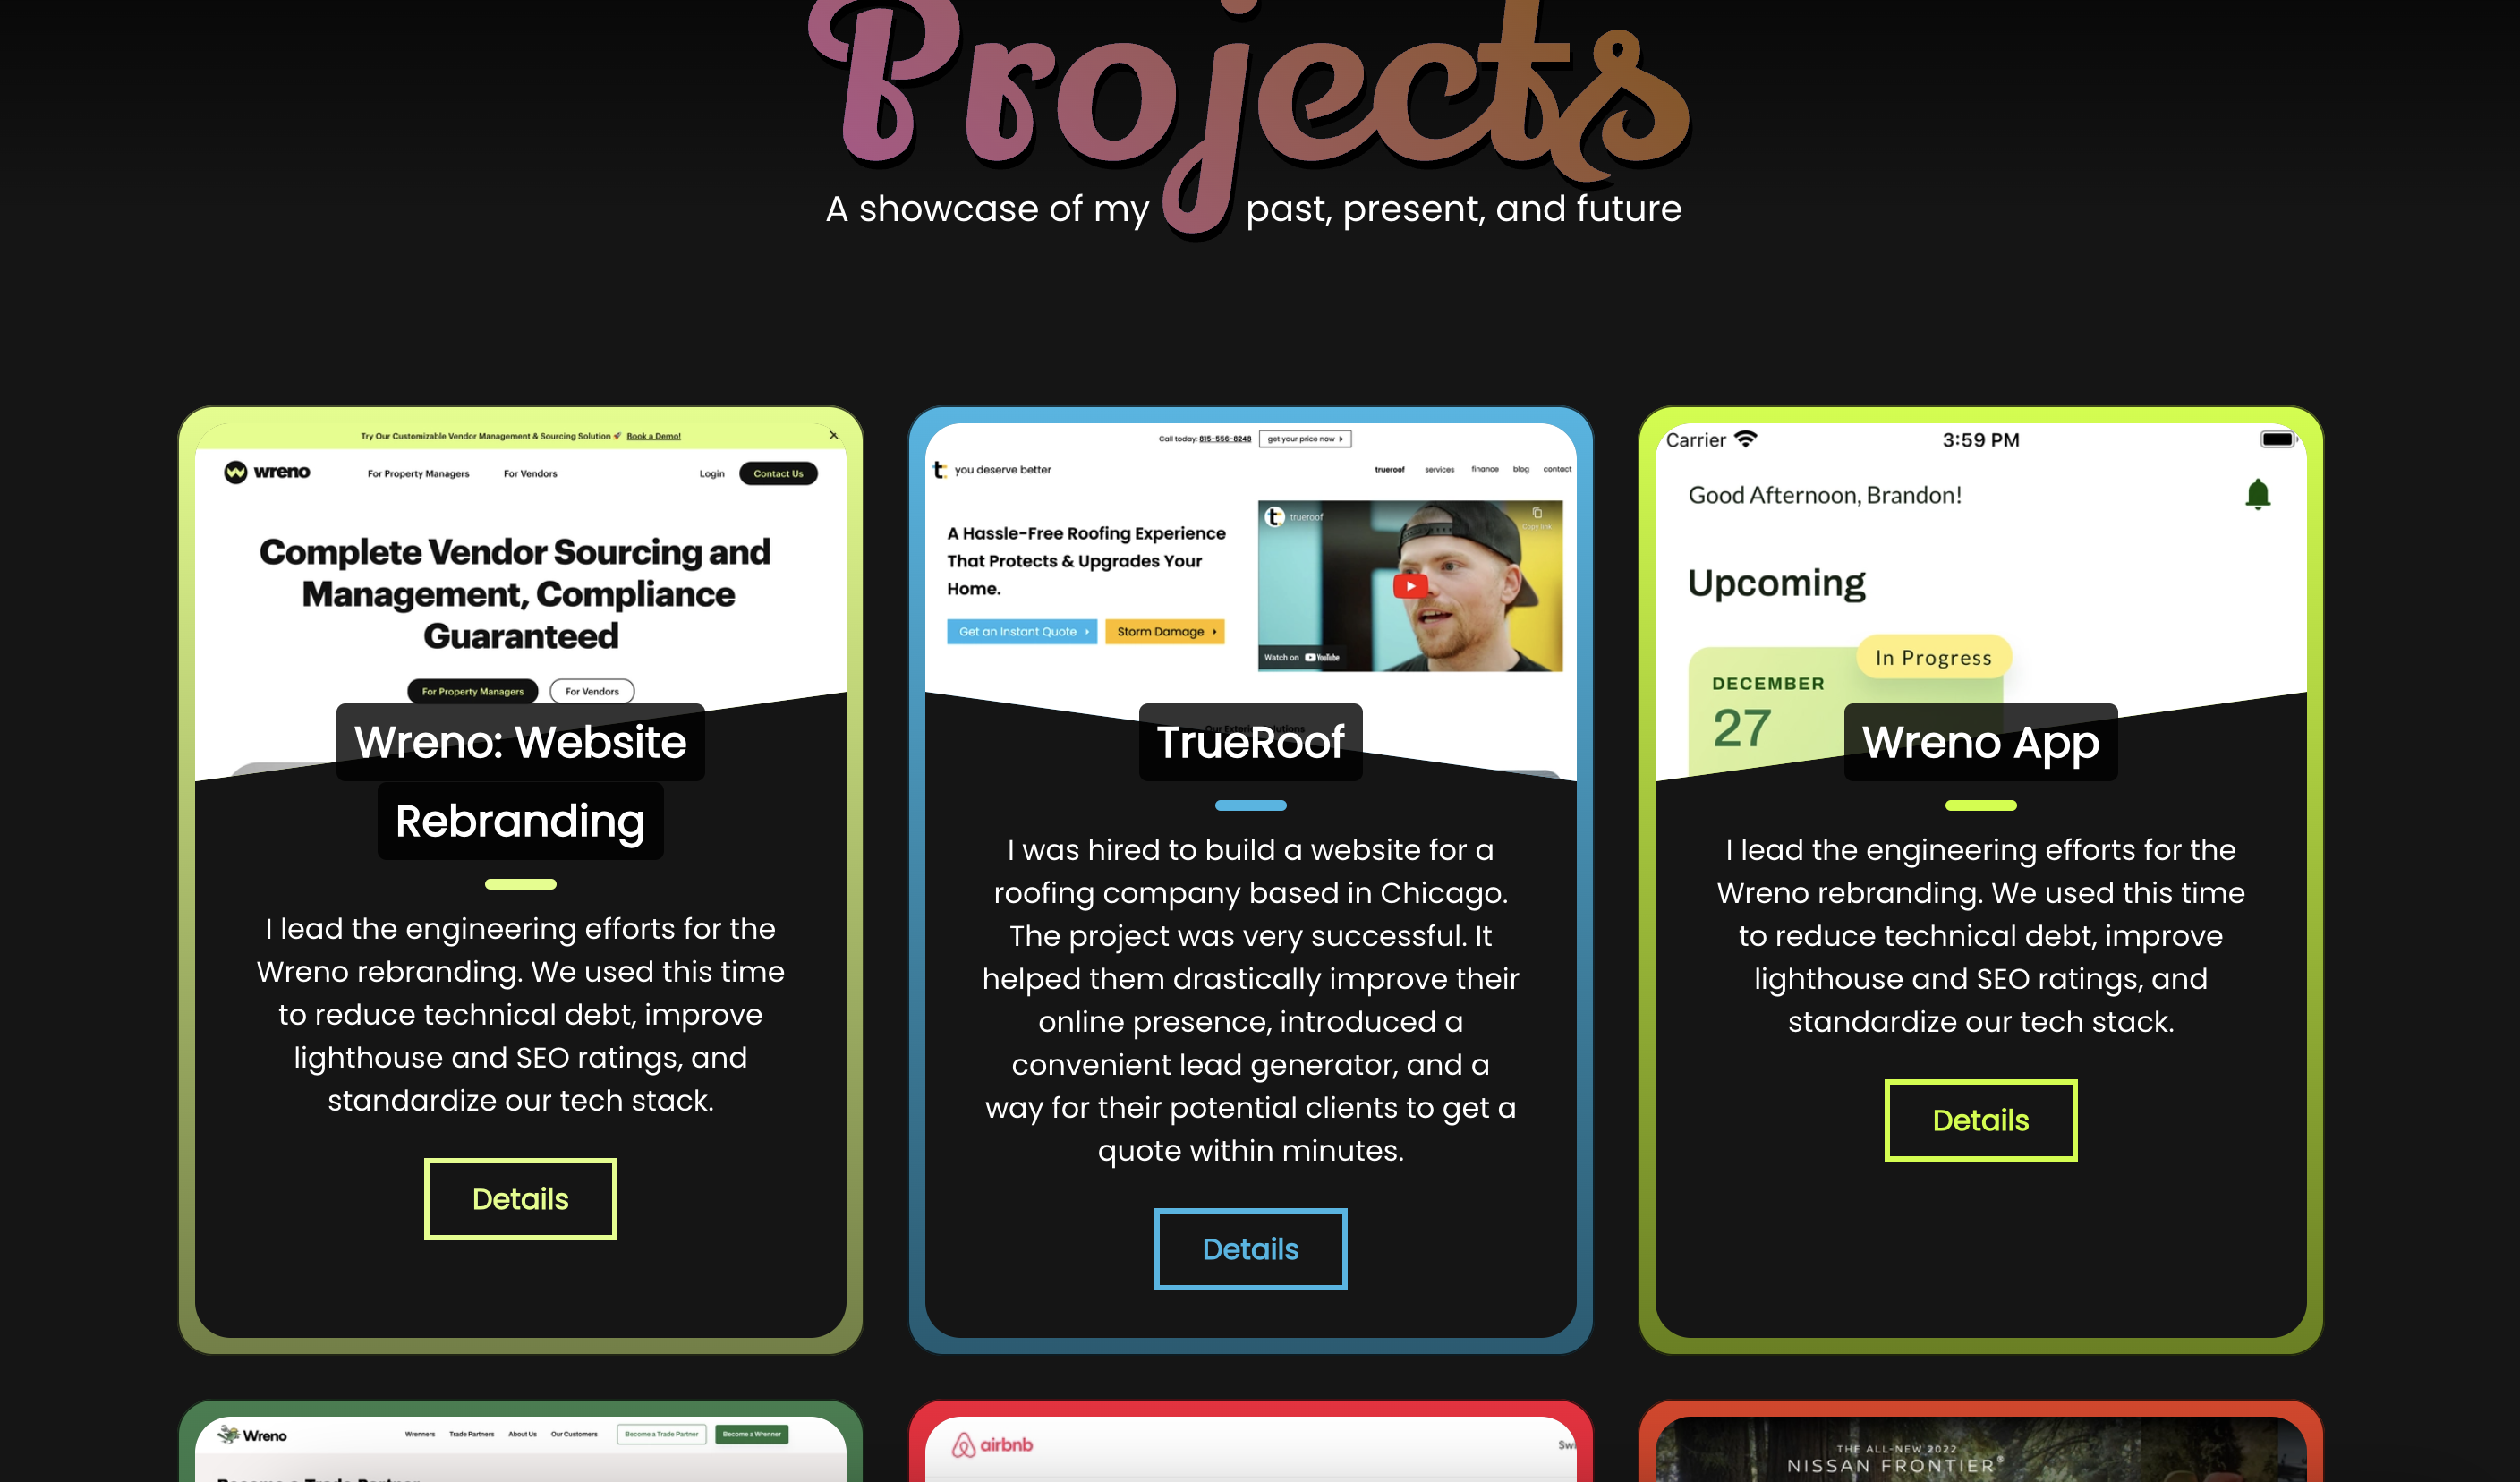 Projects
A showcase of my past, present, and future
Try Our Customizable Vendor Management & Sourcing Solution 🚀 Book a Demo!
wreno For Property Managers For Vendors Login Contact Us
Complete Vendor Sourcing and
Management, Compliance
Guaranteed
For Property Managers For Vendors
Wreno: Website
Rebranding
I lead the engineering efforts for the
Wreno rebranding. We used this time
to reduce technical debt, improve
lighthouse and SEO ratings, and
standardize our tech stack.
Details
Call today: 815-556-8248 get your price now
t: you deserve better trueroof services finance blog contact
A Hassle-Free Roofing Experience
That Protects & Upgrades Your
Home.
Get an Instant Quote Storm Damage
t: trueroof Copy link
Watch on YouTube
TrueRoof
I was hired to build a website for a
roofing company based in Chicago.
The project was very successful. It
helped them drastically improve their
online presence, introduced a
convenient lead generator, and a
way for their potential clients to get a
quote within minutes.
Details
Carrier 3:59 PM
Good Afternoon, Brandon!
Upcoming
In Progress
DECEMBER
27
Wreno App
I lead the engineering efforts for the
Wreno rebranding. We used this time
to reduce technical debt, improve
lighthouse and SEO ratings, and
standardize our tech stack.
Details
Wreno Wrenners Trade Partners About Us Our Customers Become a Trade Partner Become a Wrenner
Become a Trade Partner
airbnb
THE ALL-NEW 2022
NISSAN FRONTIER®